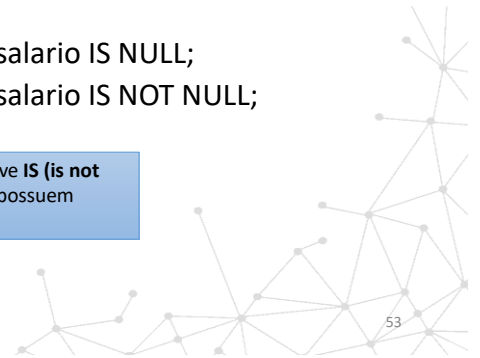 salario IS NULL;
salario IS NOT NULL;
ve IS (is not
possuem
53